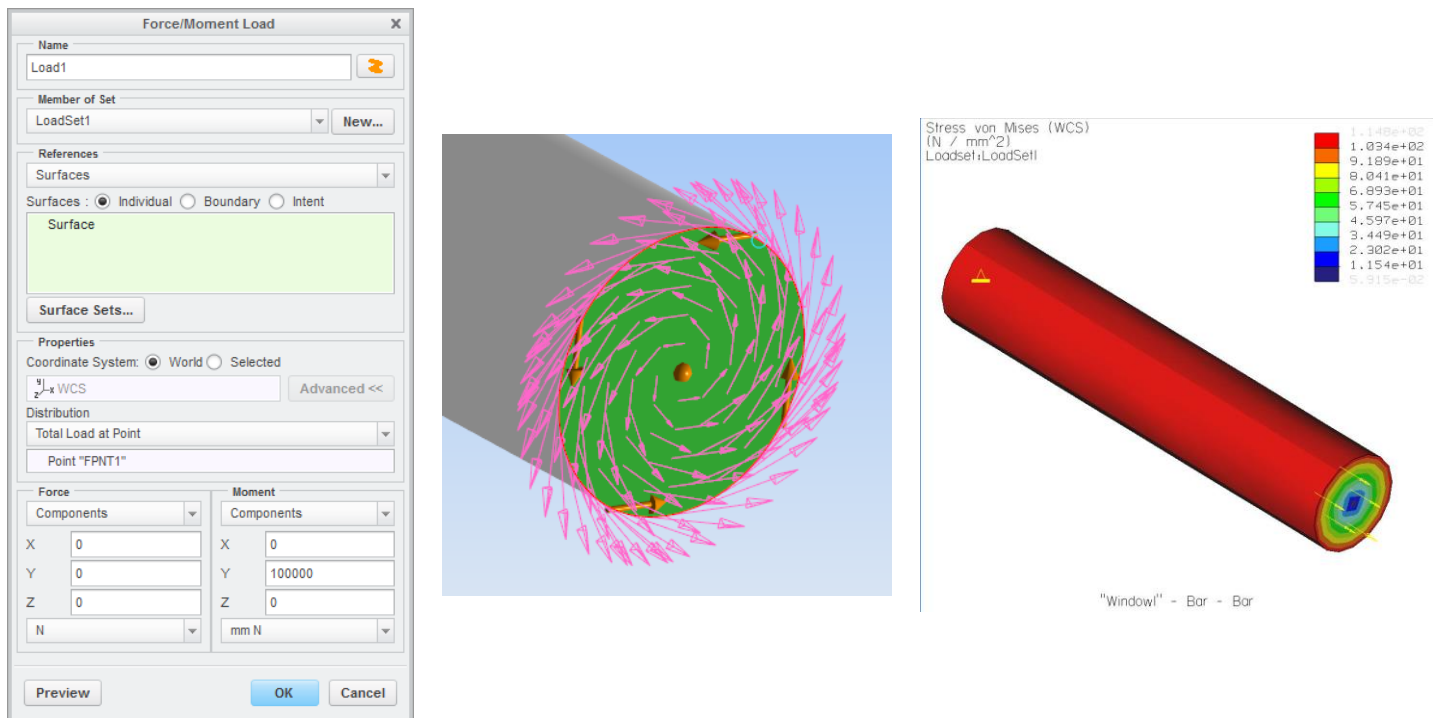 Force/Moment Load
Name
Load1
Member of Set
LoadSet1
New...
References
Surfaces
Surfaces : Individual Boundary Intent
Surface
Surface Sets...
Properties
Coordinate System: World Selected
y z x WCS
Advanced <<
Distribution
Total Load at Point
Point "FPNT1"
Force
Components
X 0
Y 0
Z 0
N
Moment
Components
X 0
Y 100000
Z 0
mm N
Preview
OK
Cancel
Stress von Mises (WCS)
(N / mm^2)
Loadset:LoadSet1
1.148e+02
1.034e+02
9.189e+01
8.041e+01
6.893e+01
5.745e+01
4.597e+01
3.449e+01
2.302e+01
1.154e+01
5.915e-02
"Window1" - Bar - Bar